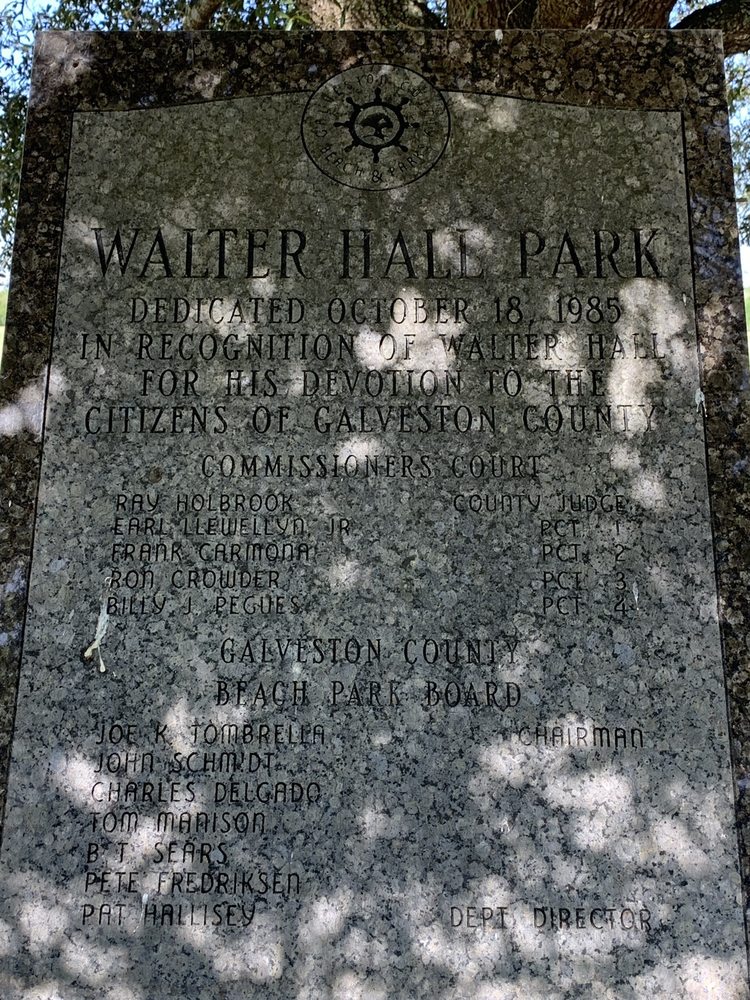 BEACH & PARK
WALTER HALL PARK
DEDICATED OCTOBER 18, 1985
IN RECOGNITION OF WALTER HALL
FOR HIS DEVOTION TO THE
CITIZENS OF GALVESTON COUNTY
COMMISSIONERS COURT
RAY HOLBROOK COUNTY JUDGE
EARL LLEWELLYN, JR PCT. 1
FRANK CARMONA PCT. 2
RON CROWDER PCT. 3
BILLY J. PEGUES PCT. 4
GALVESTON COUNTY
BEACH PARK BOARD
JOE K. TOMBRELLA CHAIRMAN
JOHN SCHMIDT
CHARLES DELGADO
TOM MANISON
B.T. SEARS
PETE FREDRIKSEN
PAT HALLISEY DEPT. DIRECTOR